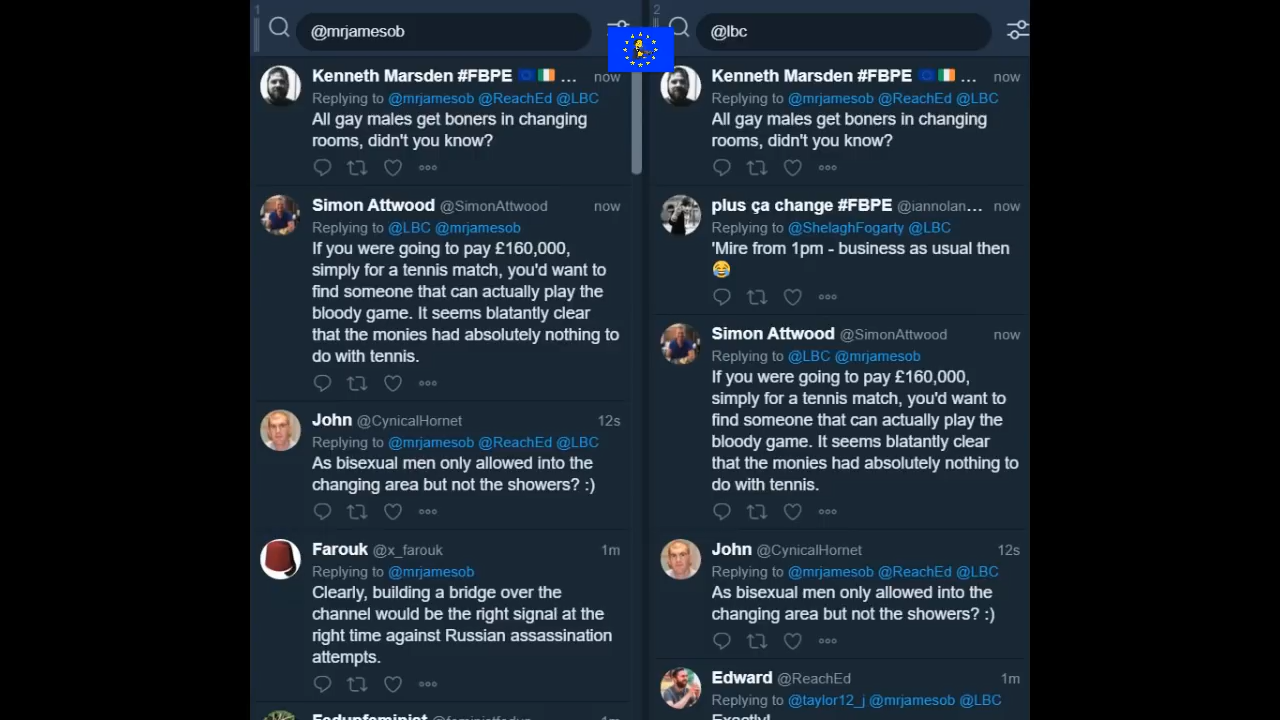 1
@mrjamesob
Kenneth Marsden #FBPE 🇪🇺 🇮🇪 ... now
Replying to @mrjamesob @ReachEd @LBC
All gay males get boners in changing
rooms, didn't you know?
Simon Attwood @SimonAttwood now
Replying to @LBC @mrjamesob
If you were going to pay £160,000,
simply for a tennis match, you'd want to
find someone that can actually play the
bloody game. It seems blatantly clear
that the monies had absolutely nothing to
do with tennis.
John @CynicalHornet 12s
Replying to @mrjamesob @ReachEd @LBC
As bisexual men only allowed into the
changing area but not the showers? :)
Farouk @x_farouk 1m
Replying to @mrjamesob
Clearly, building a bridge over the
channel would be the right signal at the
right time against Russian assassination
attempts.
Fedupfeminist @feministfedup 1m
2
@lbc
Kenneth Marsden #FBPE 🇪🇺 🇮🇪 ... now
Replying to @mrjamesob @ReachEd @LBC
All gay males get boners in changing
rooms, didn't you know?
plus ça change #FBPE @iannolan... now
Replying to @ShelaghFogarty @LBC
'Mire from 1pm - business as usual then
😂
Simon Attwood @SimonAttwood now
Replying to @LBC @mrjamesob
If you were going to pay £160,000,
simply for a tennis match, you'd want to
find someone that can actually play the
bloody game. It seems blatantly clear
that the monies had absolutely nothing to
do with tennis.
John @CynicalHornet 12s
Replying to @mrjamesob @ReachEd @LBC
As bisexual men only allowed into the
changing area but not the showers? :)
Edward @ReachEd 1m
Replying to @taylor12_j @mrjamesob @LBC
Exactly!